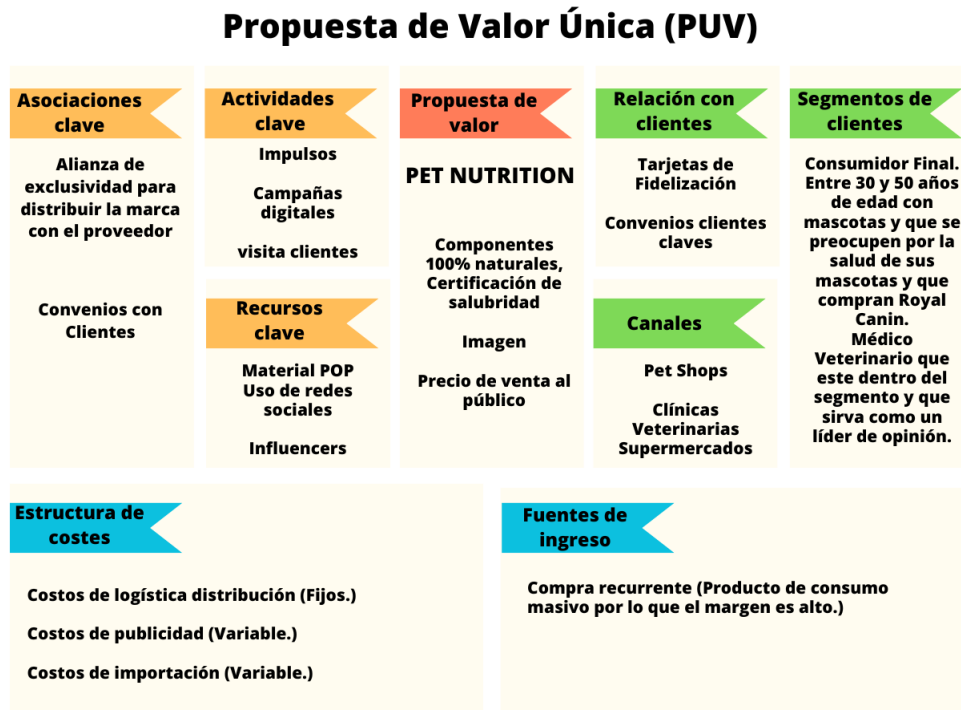 Propuesta de Valor Única (PUV)
Asociaciones
clave
Alianza de
exclusividad para
distribuir la marca
con el proveedor
Convenios con
Clientes
Actividades
clave
Impulsos
Campañas
digitales
visita clientes
Recursos
clave
Material POP
Uso de redes
sociales
Influencers
Propuesta de
valor
PET NUTRITION
Componentes
100% naturales,
Certificación de
salubridad
Imagen
Precio de venta al
público
Relación con
clientes
Tarjetas de
Fidelización
Convenios clientes
claves
Canales
Pet Shops
Clínicas
Veterinarias
Supermercados
Segmentos de
clientes
Consumidor Final.
Entre 30 y 50 años
de edad con
mascotas y que se
preocupen por la
salud de sus
mascotas y que
compran Royal
Canin.
Médico
Veterinario que
este dentro del
segmento y que
sirva como un
líder de opinión.
Estructura de
costes
Costos de logística distribución (Fijos.)
Costos de publicidad (Variable.)
Costos de importación (Variable.)
Fuentes de
ingreso
Compra recurrente (Producto de consumo
masivo por lo que el margen es alto.)